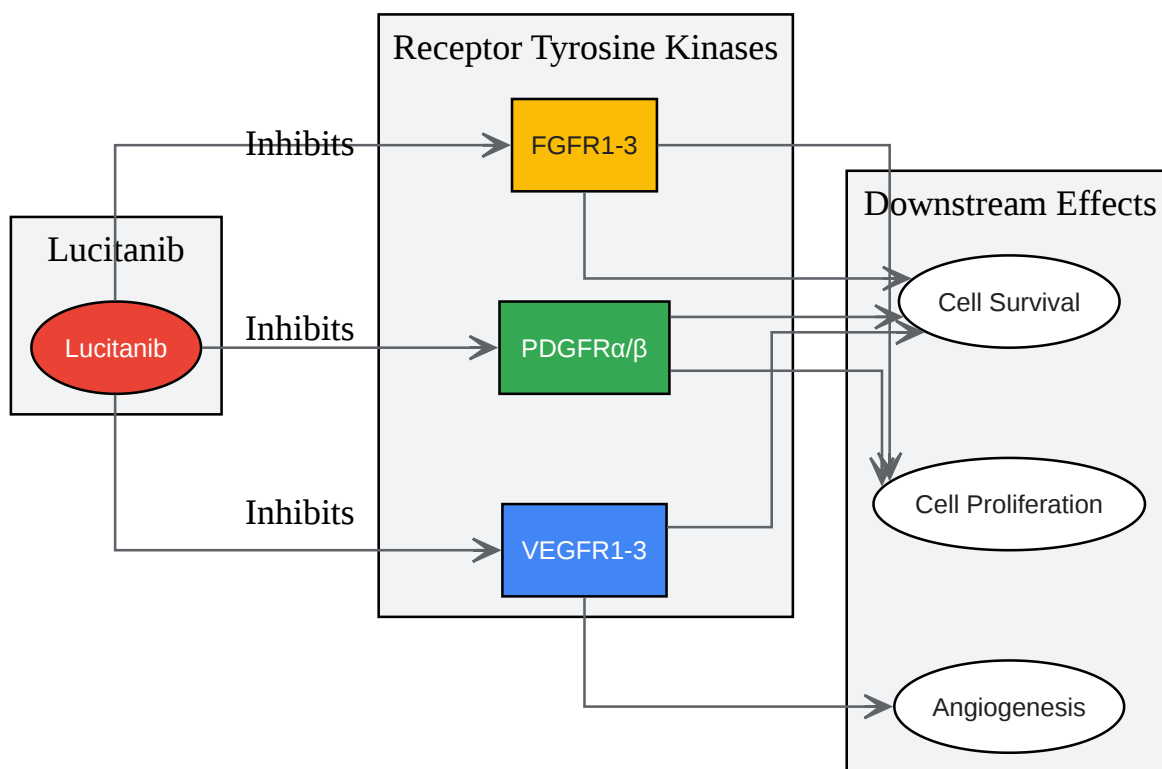 Receptor Tyrosine Kinases
Inhibits
FGFR1-3
Downstream Effects
Lucitanib
Cell Survival
Lucitanib
Inhibits
PDGFRα/β
Cell Proliferation
Inhibits
VEGFR1-3
Angiogenesis